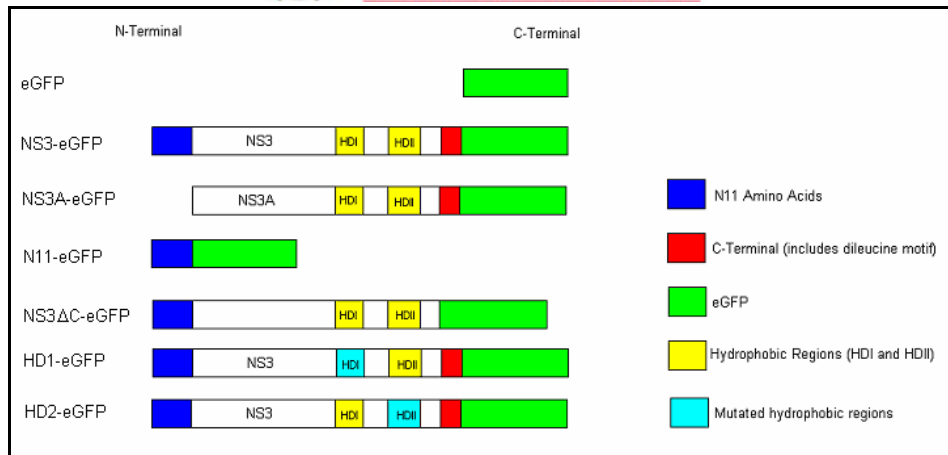 N-Terminal C-Terminal
eGFP
NS3-eGFP NS3 HDI HDII
NS3A-eGFP NS3A HDI HDII
N11-eGFP
NS3ΔC-eGFP HDI HDII
HD1-eGFP NS3 HDI HDII
HD2-eGFP NS3 HDI HDII
N11 Amino Acids
C-Terminal (includes dileucine motif)
eGFP
Hydrophobic Regions (HDI and HDII)
Mutated hydrophobic regions